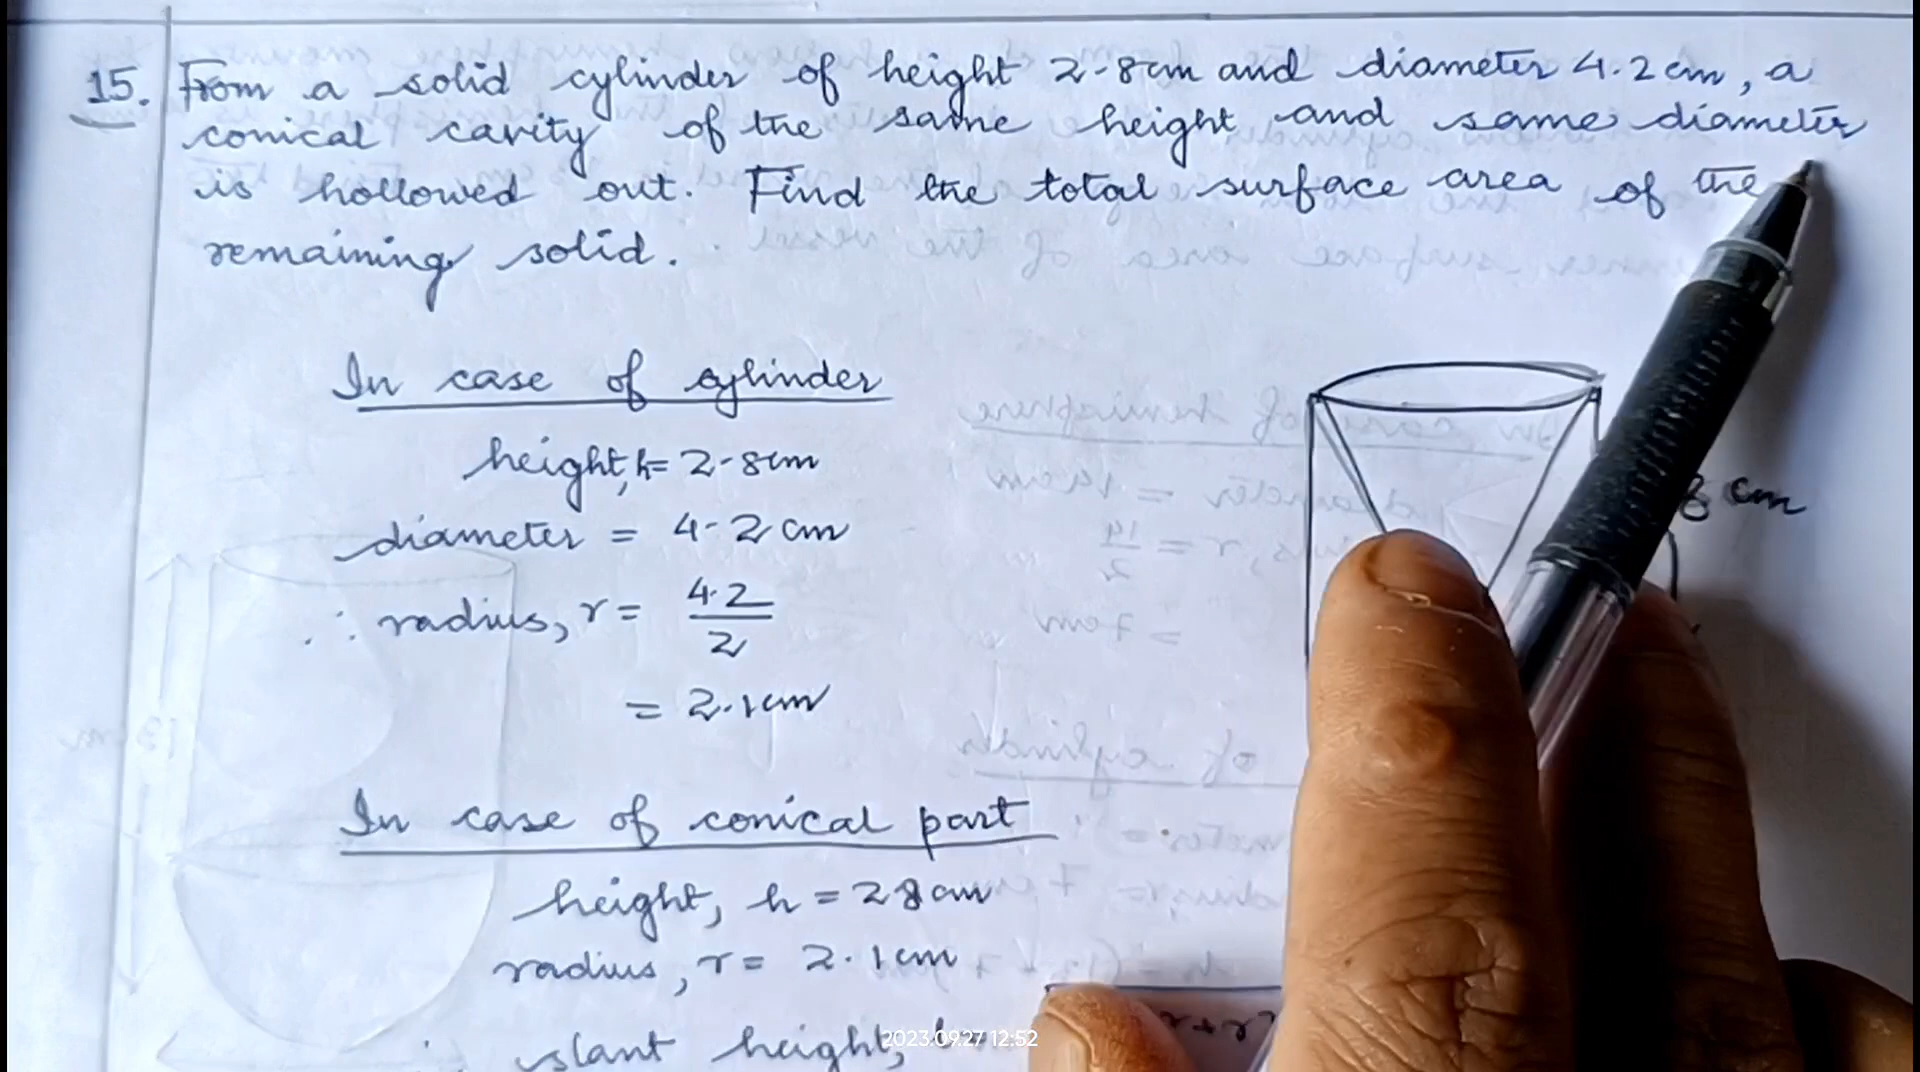 15. From a solid cylinder of height 2.8cm and diameter 4.2cm, a
conical cavity of the same height and same diameter
is hollowed out. Find the total surface area of the
remaining solid.
In case of cylinder
height, h = 2.8cm
diameter = 4.2 cm
∴ radius, r = 4.2/2
= 2.1cm
8 cm
In case of conical part
height, h = 2.8cm
radius, r = 2.1cm
slant height,
2023.09.27 12:52